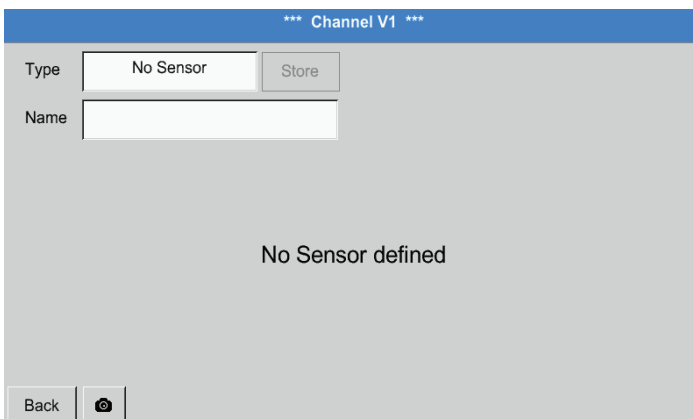 *** Channel V1 ***
Type No Sensor Store
Name
No Sensor defined
Back